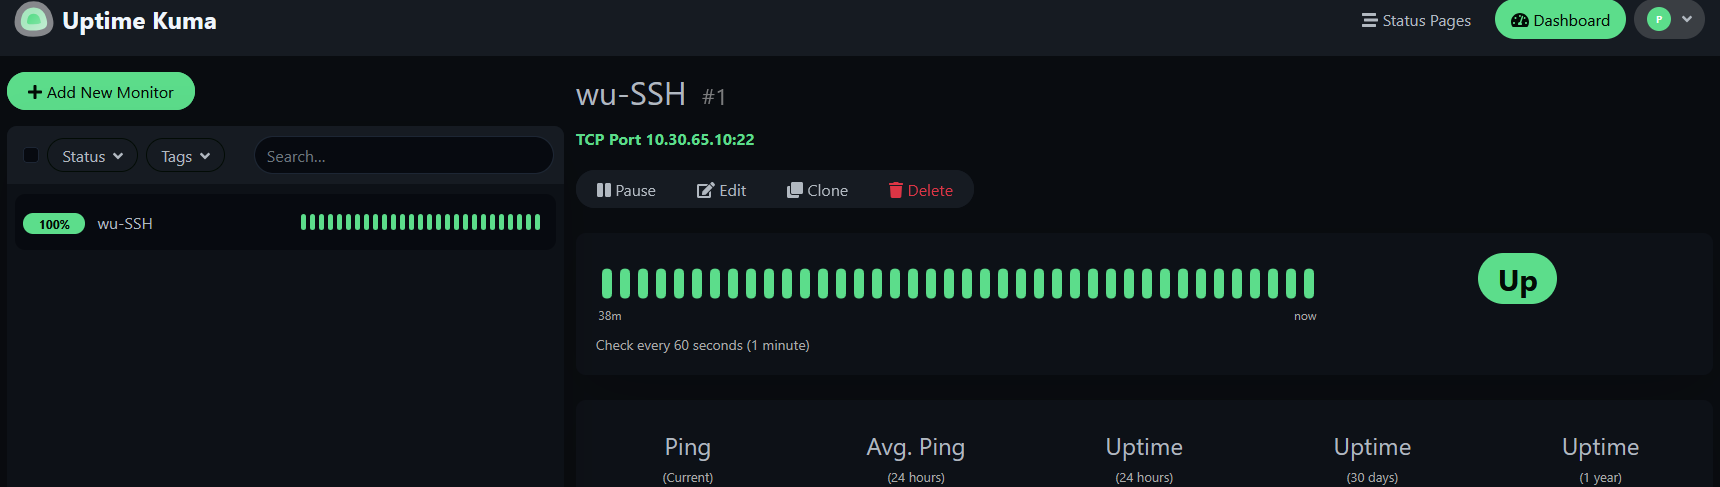 Uptime Kuma
Status Pages
Dashboard
P
Add New Monitor
Status
Tags
Search...
100%
wu-SSH
wu-SSH #1
TCP Port 10.30.65.10:22
Pause
Edit
Clone
Delete
Up
38m
now
Check every 60 seconds (1 minute)
Ping
(Current)
Avg. Ping
(24 hours)
Uptime
(24 hours)
Uptime
(30 days)
Uptime
(1 year)